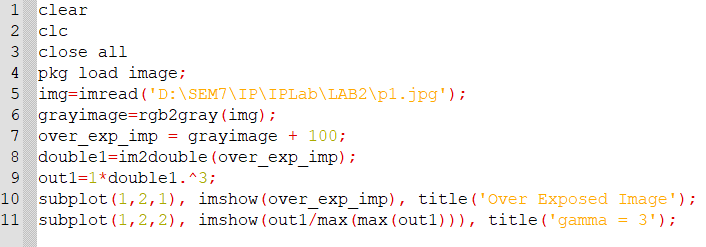 1 clear
2 clc
3 close all
4 pkg load image;
5 img=imread('D:\SEM7\IP\IPLab\LAB2\p1.jpg');
6 grayimage=rgb2gray(img);
7 over_exp_imp = grayimage + 100;
8 double1=im2double(over_exp_imp);
9 out1=1*double1.^3;
10 subplot(1,2,1), imshow(over_exp_imp), title('Over Exposed Image');
11 subplot(1,2,2), imshow(out1/max(max(out1))), title('gamma = 3');